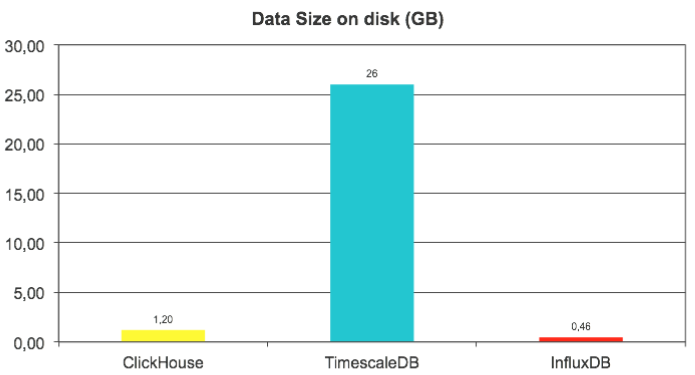 Data Size on disk (GB)
30,00
25,00
20,00
15,00
10,00
5,00
0,00
1,20
26
0,46
ClickHouse
TimescaleDB
InfluxDB